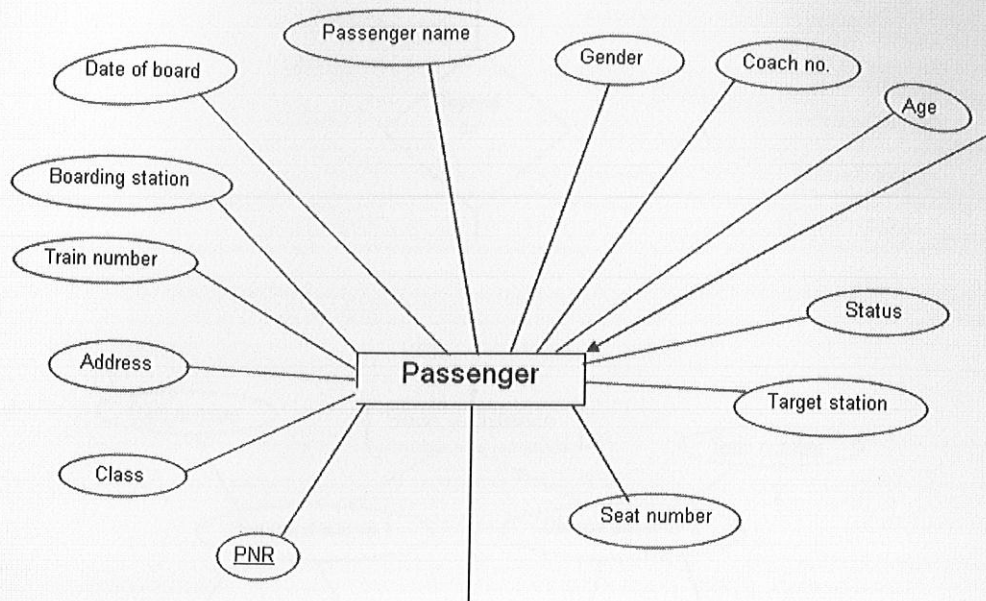 Passenger name
Gender
Coach no.
Date of board
Age
Boarding station
Train number
Status
Address
Passenger
Target station
Class
Seat number
PNR